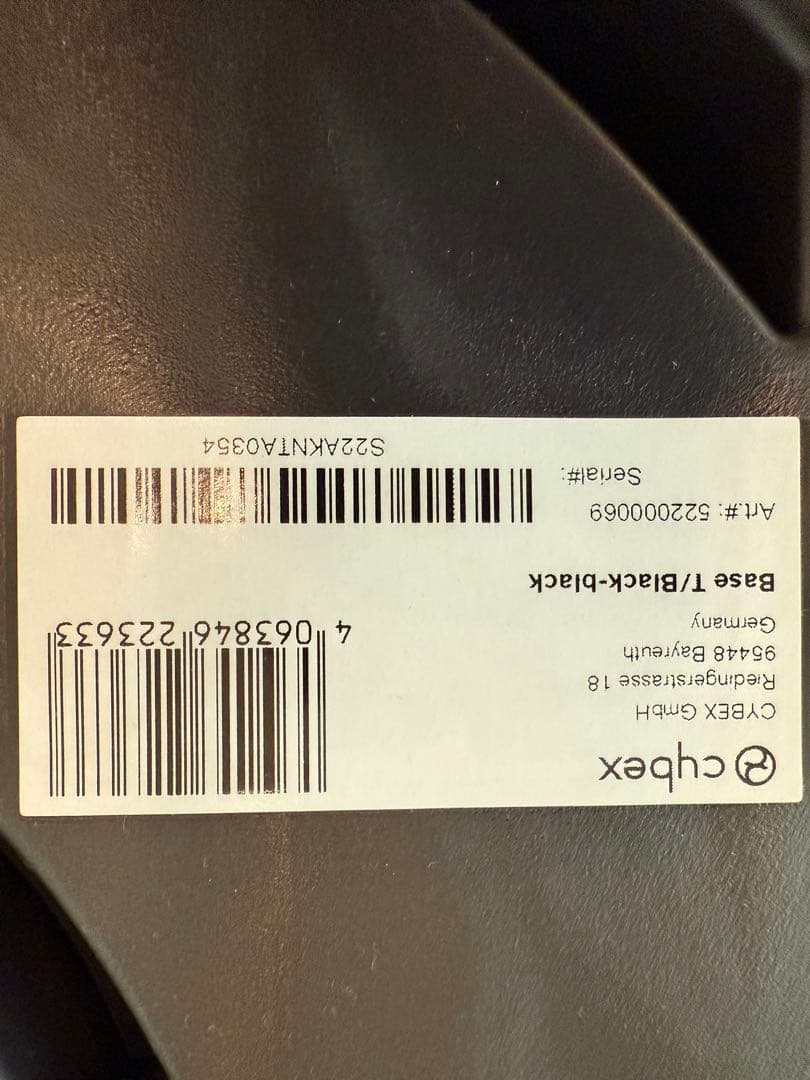 cybex
CYBEX GmbH
Riedingerstrasse 18
95448 Bayreuth
Germany
4 063846 223633
Base T/Black-black
Art.#: 522000069
Serial#:
S22AKNTA0354